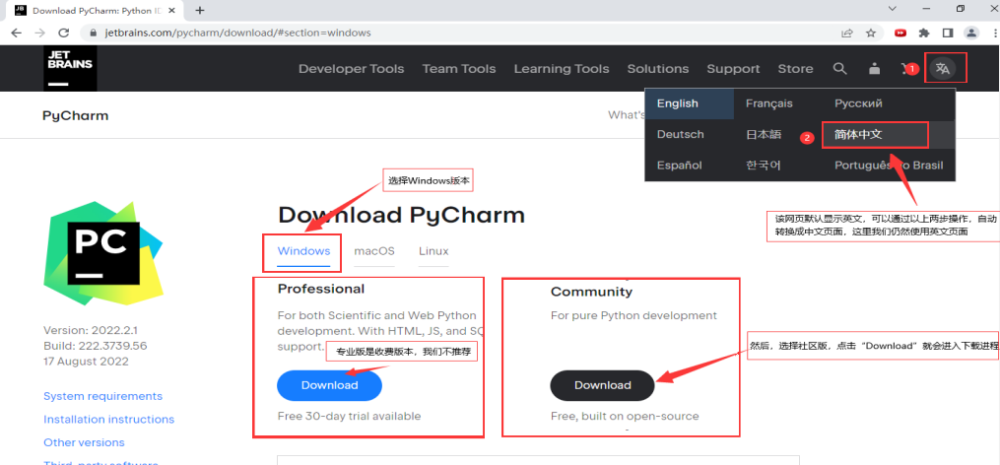 JB
Download PyCharm: Python ID
jetbrains.com/pycharm/download/#section=windows
JET
BRAINS
Developer Tools
Team Tools
Learning Tools
Solutions
Support
Store
1
PyCharm
What's
English
Français
Русский
Deutsch
日本語
2
简体中文
Español
한국어
Português do Brasil
选择Windows版本
该网页默认显示英文，可以通过以上两步操作，自动
转换成中文页面，这里我们仍然使用英文页面
PC
Download PyCharm
Windows
macOS
Linux
Professional
For both Scientific and Web Python
development. With HTML, JS, and SQ
support.
专业版是收费版本，我们不推荐
Download
Free 30-day trial available
Community
For pure Python development
然后，选择社区版，点击“Download”就会进入下载进程
Download
Free, built on open-source
Version: 2022.2.1
Build: 222.3739.56
17 August 2022
System requirements
Installation instructions
Other versions
Third-party software